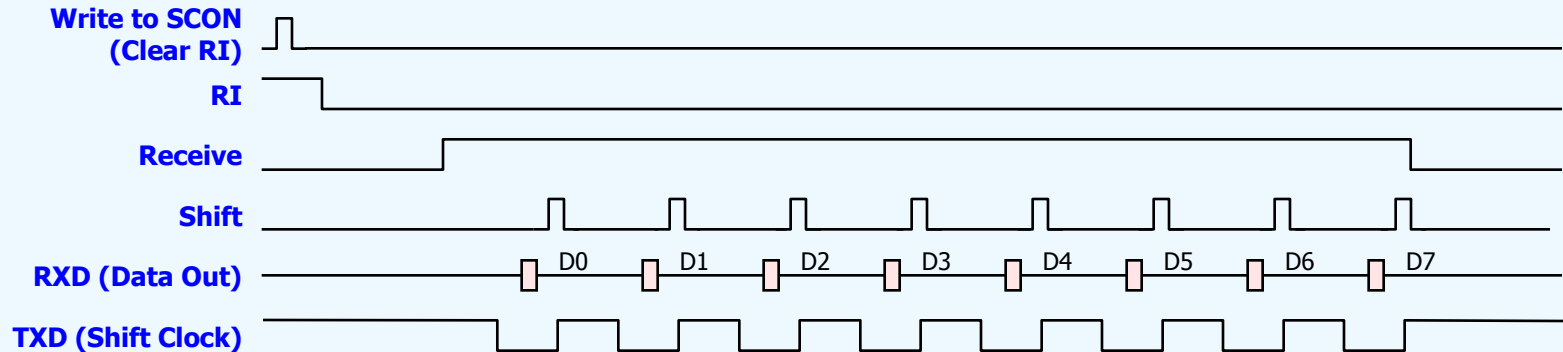 Write to SCON
(Clear RI)
RI
Receive
Shift
RXD (Data Out)
D0 D1 D2 D3 D4 D5 D6 D7
TXD (Shift Clock)